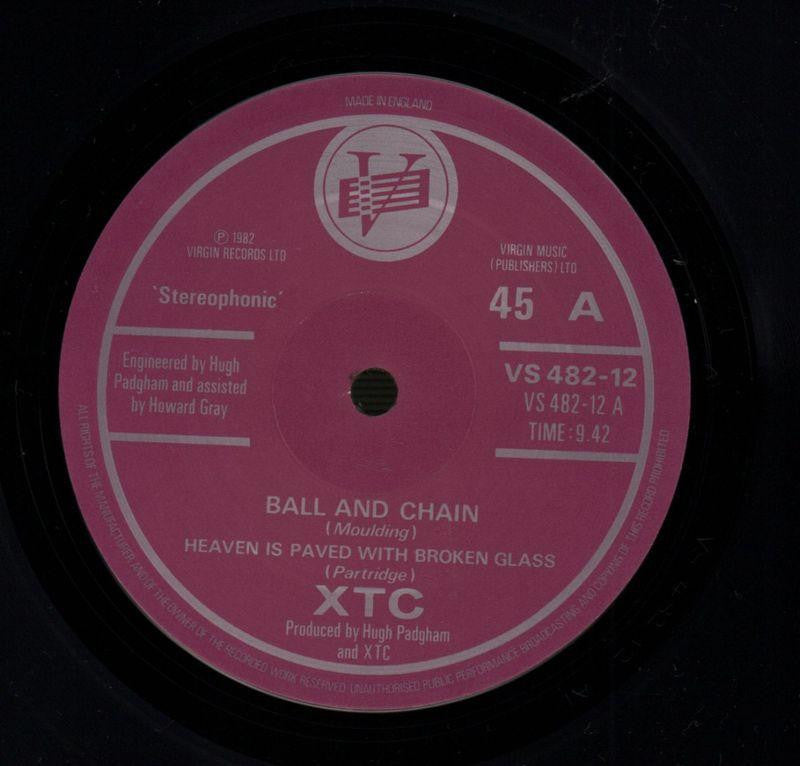 MADE IN ENGLAND
V
℗ 1982
VIRGIN RECORDS LTD
VIRGIN MUSIC
(PUBLISHERS) LTD
'Stereophonic'
45 A
Engineered by Hugh
Padgham and assisted
by Howard Gray
VS 482-12
VS 482-12 A
TIME : 9.42
BALL AND CHAIN
(Moulding)
HEAVEN IS PAVED WITH BROKEN GLASS
(Partridge)
XTC
Produced by Hugh Padgham
and XTC
ALL RIGHTS OF THE MANUFACTURER AND OF THE OWNER OF THE RECORDED WORK RESERVED. UNAUTHORISED PUBLIC PERFORMANCE BROADCASTING AND COPYING OF THIS RECORD PROHIBITED